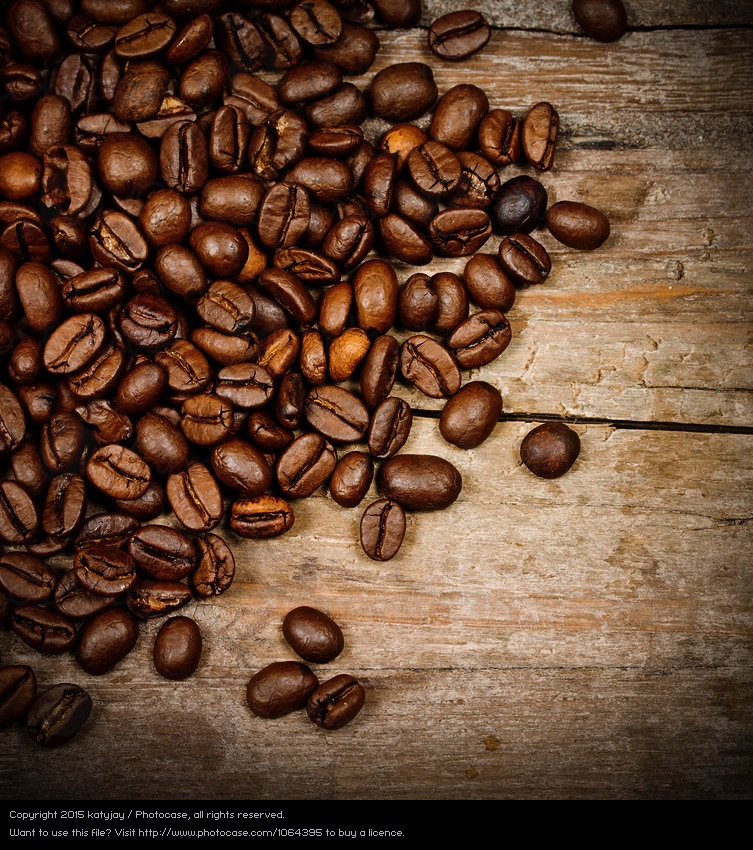 Copyright 2015 katyjay / Photocase, all rights reserved.
Want to use this file? Visit http://www.photocase.com/1064395 to buy a licence.